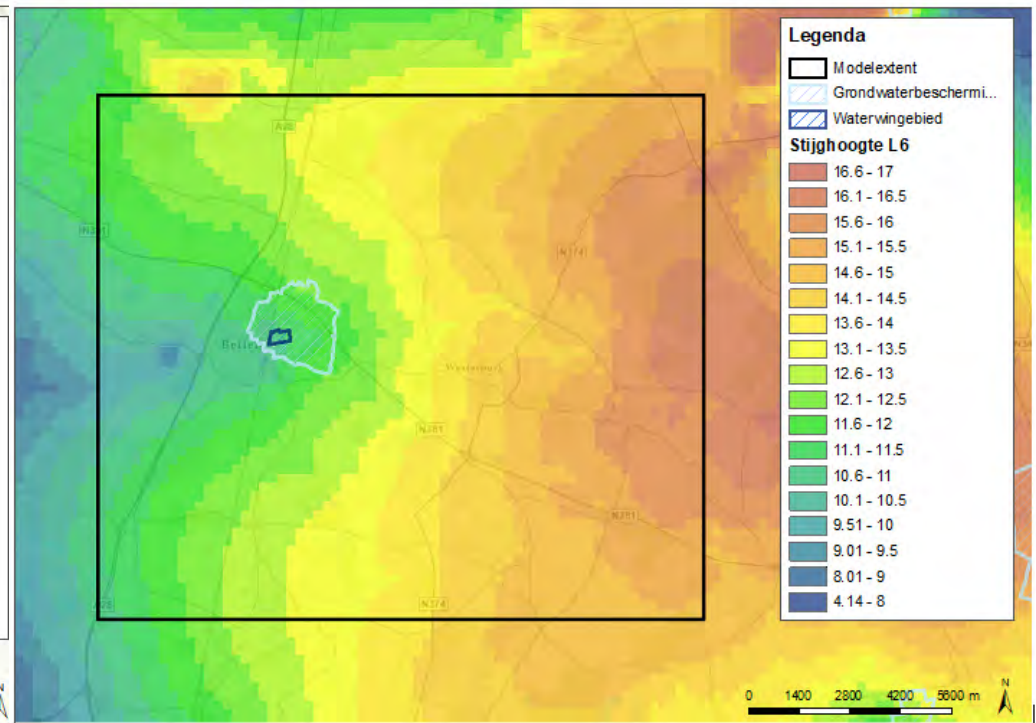 Legenda
Modelextent
Grondwaterbeschermi...
Waterwingebied
Stijghoogte L6
16.6 - 17
16.1 - 16.5
15.6 - 16
15.1 - 15.5
14.6 - 15
14.1 - 14.5
13.6 - 14
13.1 - 13.5
12.6 - 13
12.1 - 12.5
11.6 - 12
11.1 - 11.5
10.6 - 11
10.1 - 10.5
9.51 - 10
9.01 - 9.5
8.01 - 9
4.14 - 8
A28
N374
N381
N381
A28
N374
0 1400 2800 4200 5600 m
N
N